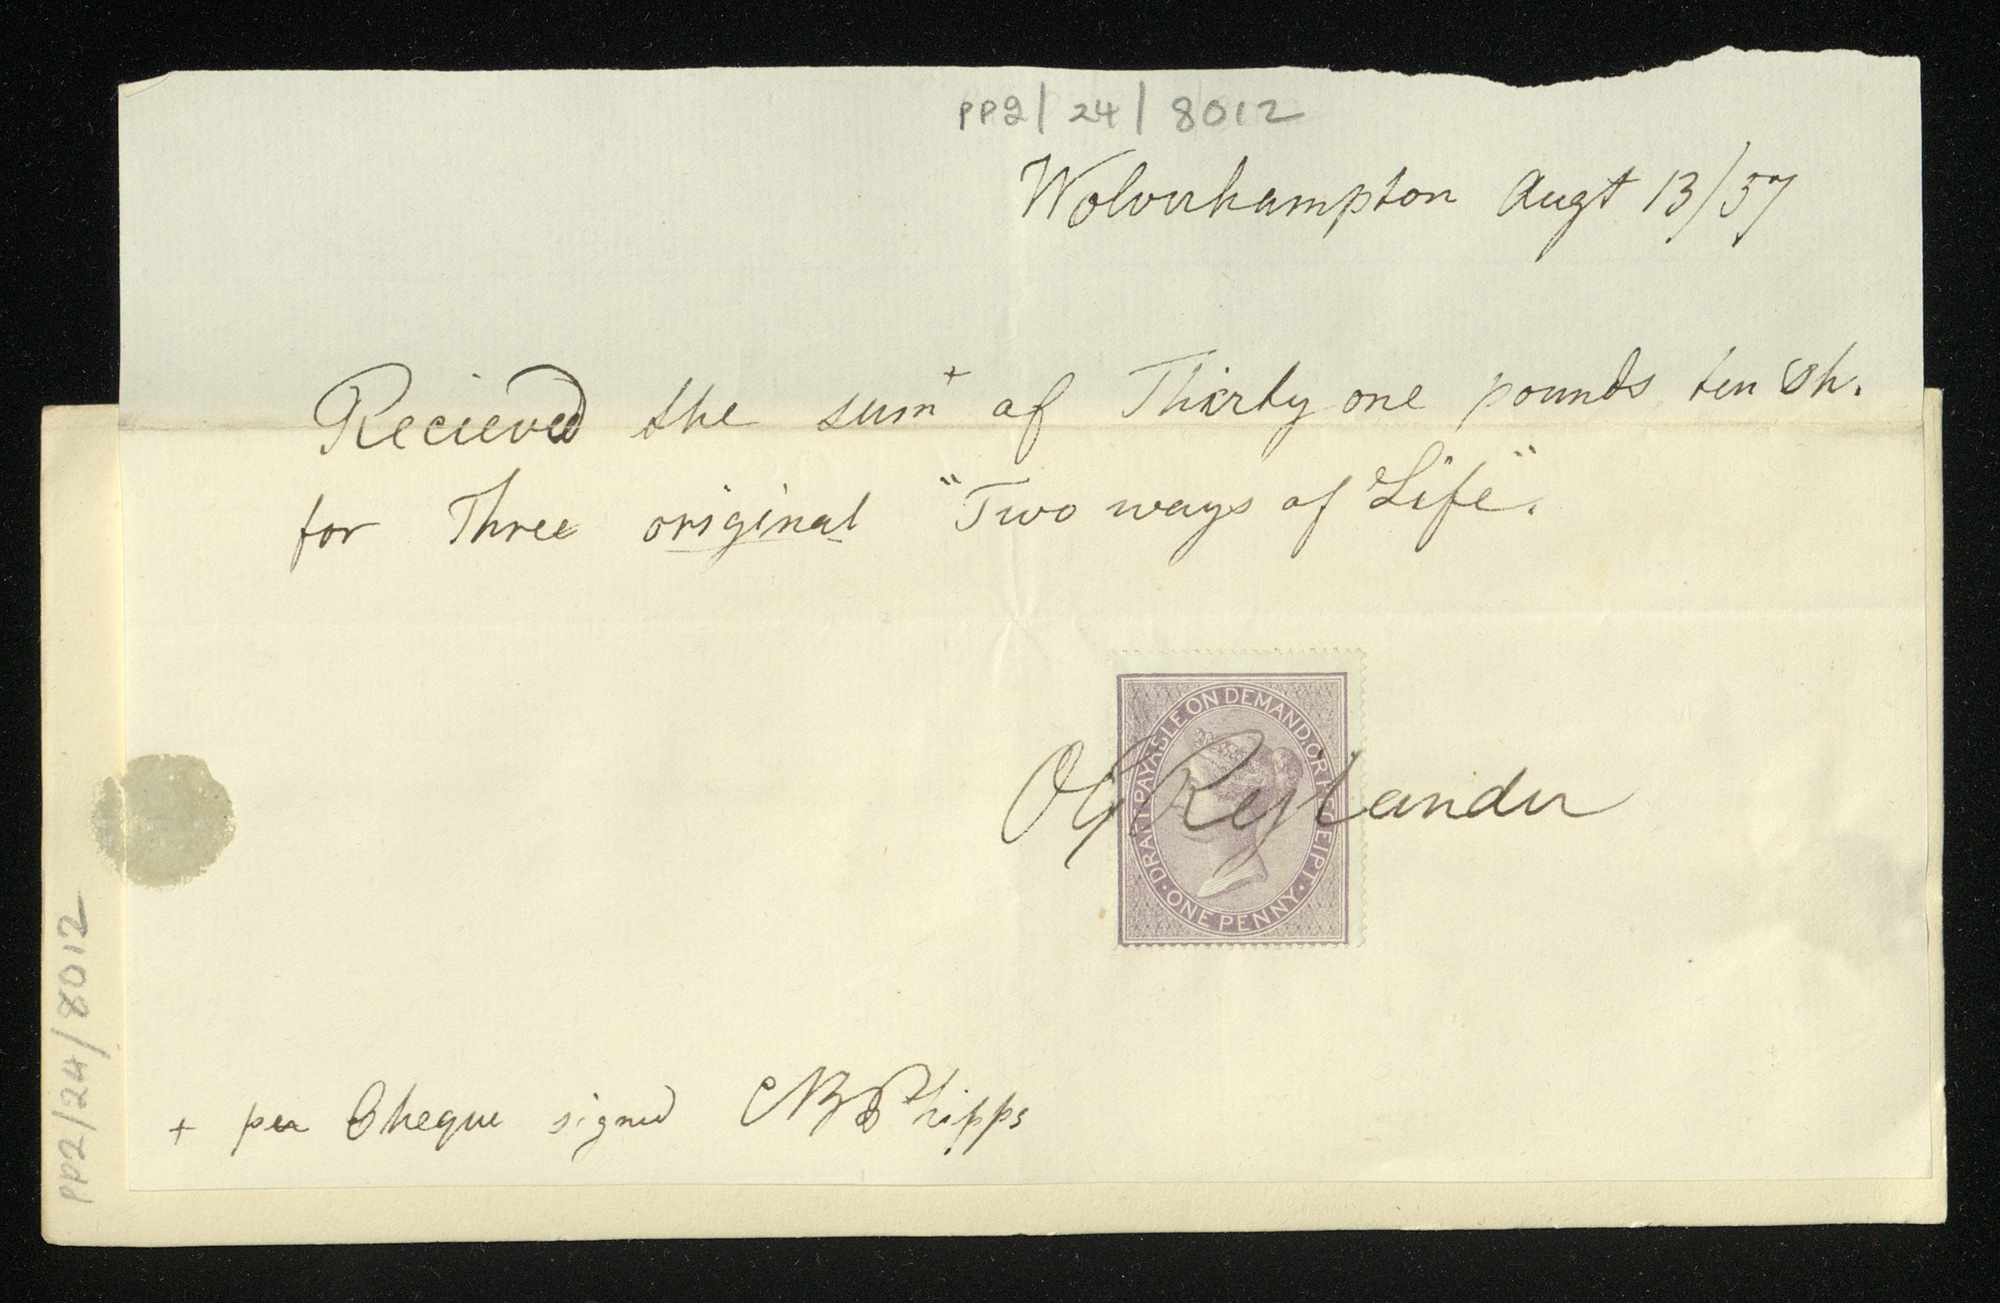 PP2/24/8012
Wolverhampton Augt 13/57
Recieved the sum + of Thirty one pounds ten Sh.
for Three original "Two ways of Life".
DRAFT PAYABLE ON DEMAND. OR RECEIPT.
ONE PENNY
OG Rejlander
+ per Cheque signed CB Phipps
PP2/24/8012